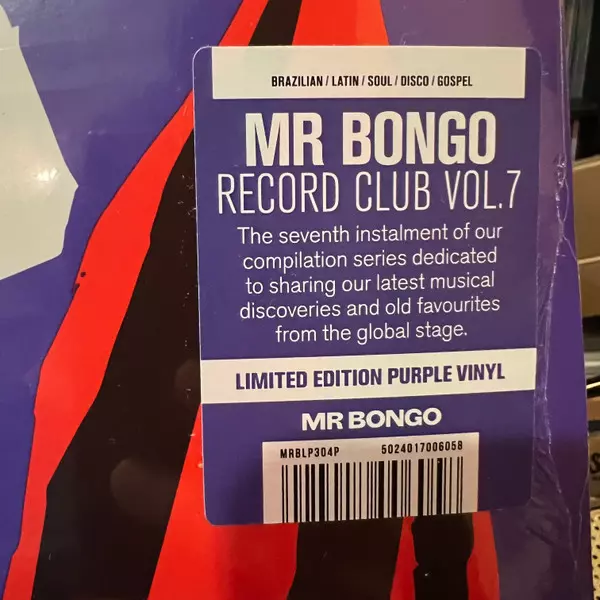 BRAZILIAN / LATIN / SOUL / DISCO / GOSPEL
MR BONGO
RECORD CLUB VOL.7
The seventh instalment of our
compilation series dedicated
to sharing our latest musical
discoveries and old favourites
from the global stage.
LIMITED EDITION PURPLE VINYL
MR BONGO
MRBLP304P 5024017006058